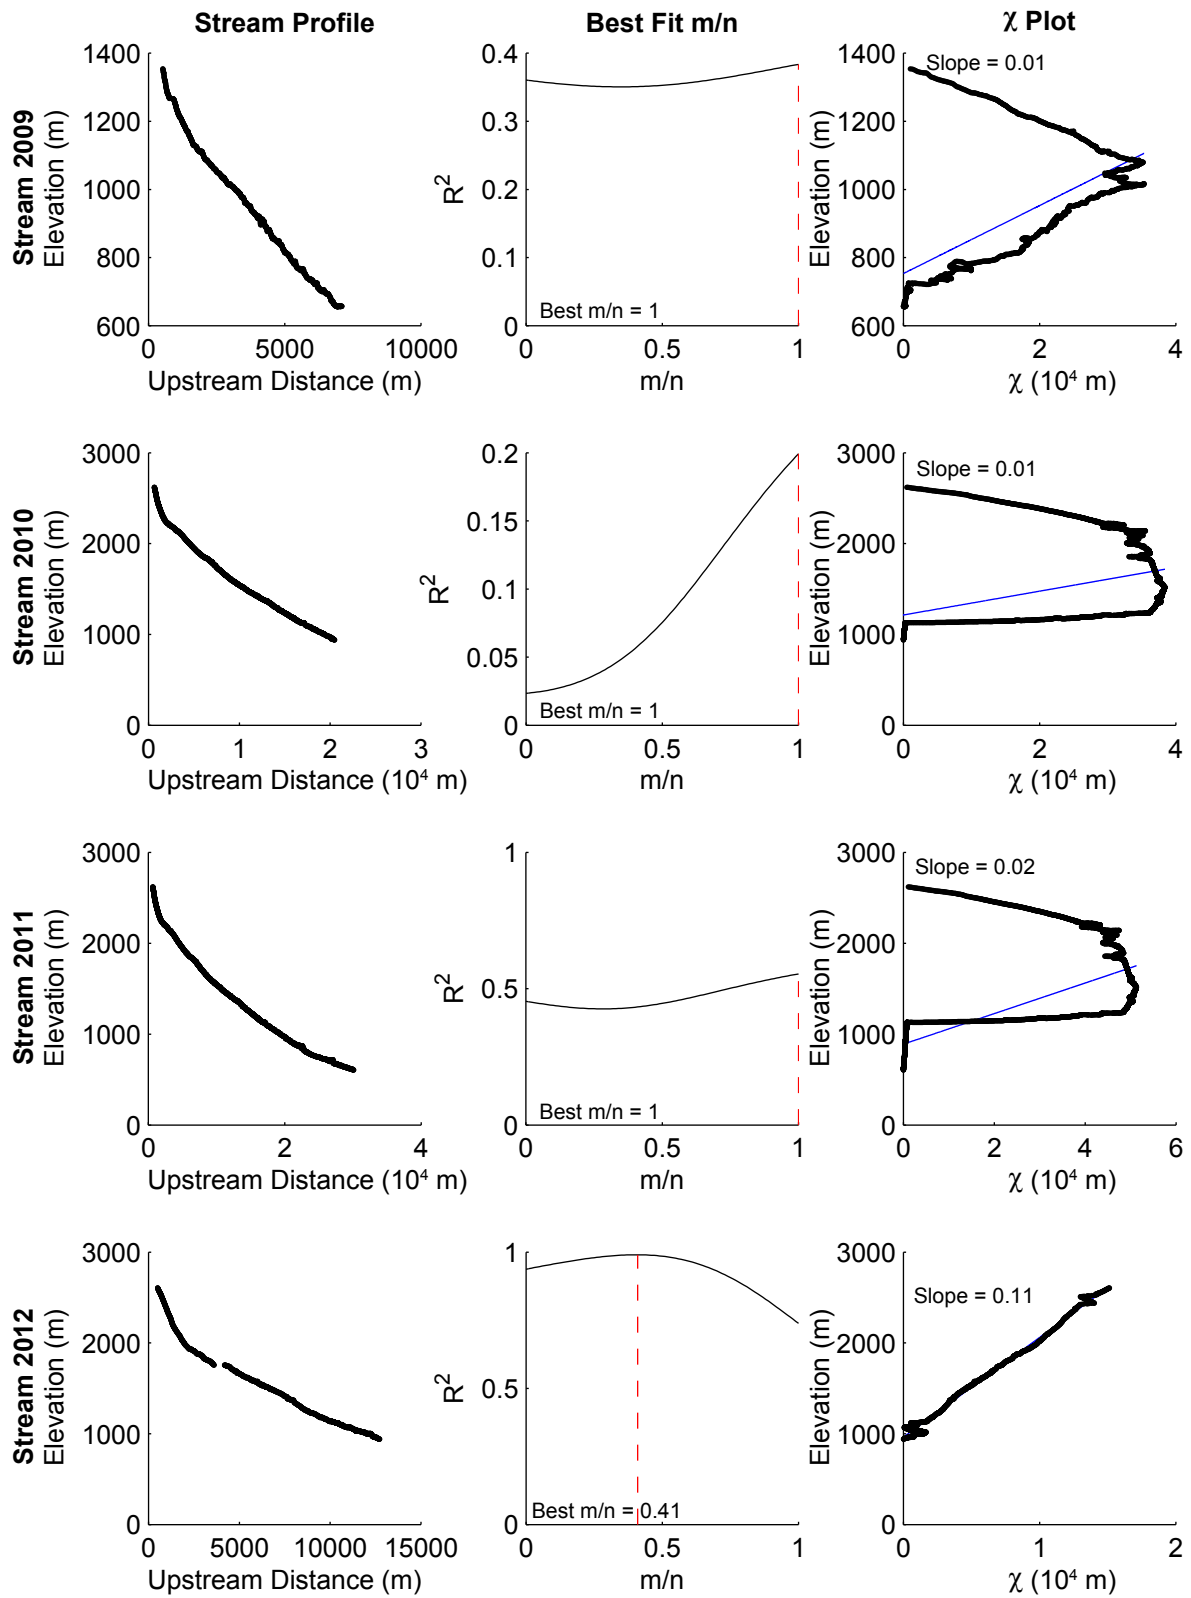 Stream Profile
Best Fit m/n
χ Plot
Stream 2009
Elevation (m)
1400
1200
1000
800
600
0
5000
10000
Upstream Distance (m)
R²
0.4
0.3
0.2
0.1
0
Best m/n = 1
0
0.5
1
m/n
Elevation (m)
1400
1200
1000
800
600
Slope = 0.01
0
2
4
χ (10⁴ m)
Stream 2010
Elevation (m)
3000
2000
1000
0
0
1
2
3
Upstream Distance (10⁴ m)
R²
0.2
0.15
0.1
0.05
0
Best m/n = 1
0
0.5
1
m/n
Elevation (m)
3000
2000
1000
0
Slope = 0.01
0
2
4
χ (10⁴ m)
Stream 2011
Elevation (m)
3000
2000
1000
0
0
2
4
Upstream Distance (10⁴ m)
R²
1
0.5
0
Best m/n = 1
0
0.5
1
m/n
Elevation (m)
3000
2000
1000
0
Slope = 0.02
0
2
4
6
χ (10⁴ m)
Stream 2012
Elevation (m)
3000
2000
1000
0
0
5000
10000
15000
Upstream Distance (m)
R²
1
0.5
0
Best m/n = 0.41
0
0.5
1
m/n
Elevation (m)
3000
2000
1000
0
Slope = 0.11
0
1
2
χ (10⁴ m)